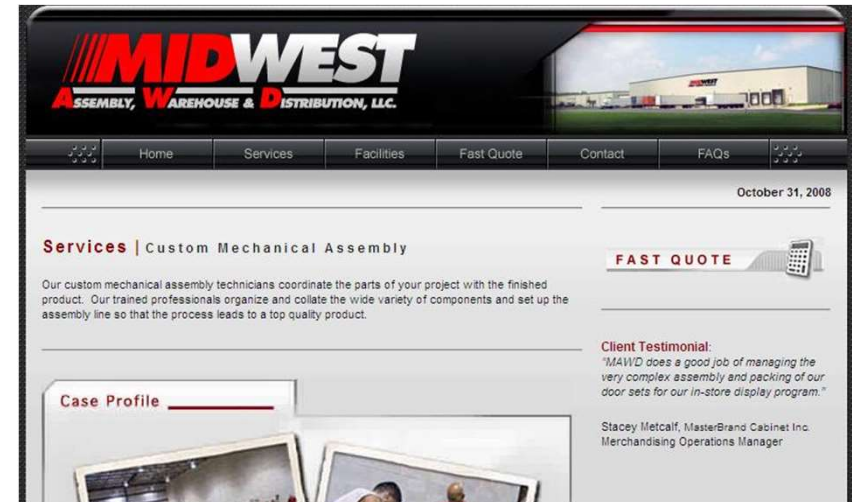 MIDWEST
ASSEMBLY, WAREHOUSE & DISTRIBUTION, LLC.
Home Services Facilities Fast Quote Contact FAQs
October 31, 2008
Services | Custom Mechanical Assembly
Our custom mechanical assembly technicians coordinate the parts of your project with the finished
product. Our trained professionals organize and collate the wide variety of components and set up the
assembly line so that the process leads to a top quality product.
FAST QUOTE
Client Testimonial:
"MAWD does a good job of managing the
very complex assembly and packing of our
door sets for our in-store display program."
Stacey Metcalf, MasterBrand Cabinet Inc.
Merchandising Operations Manager
Case Profile